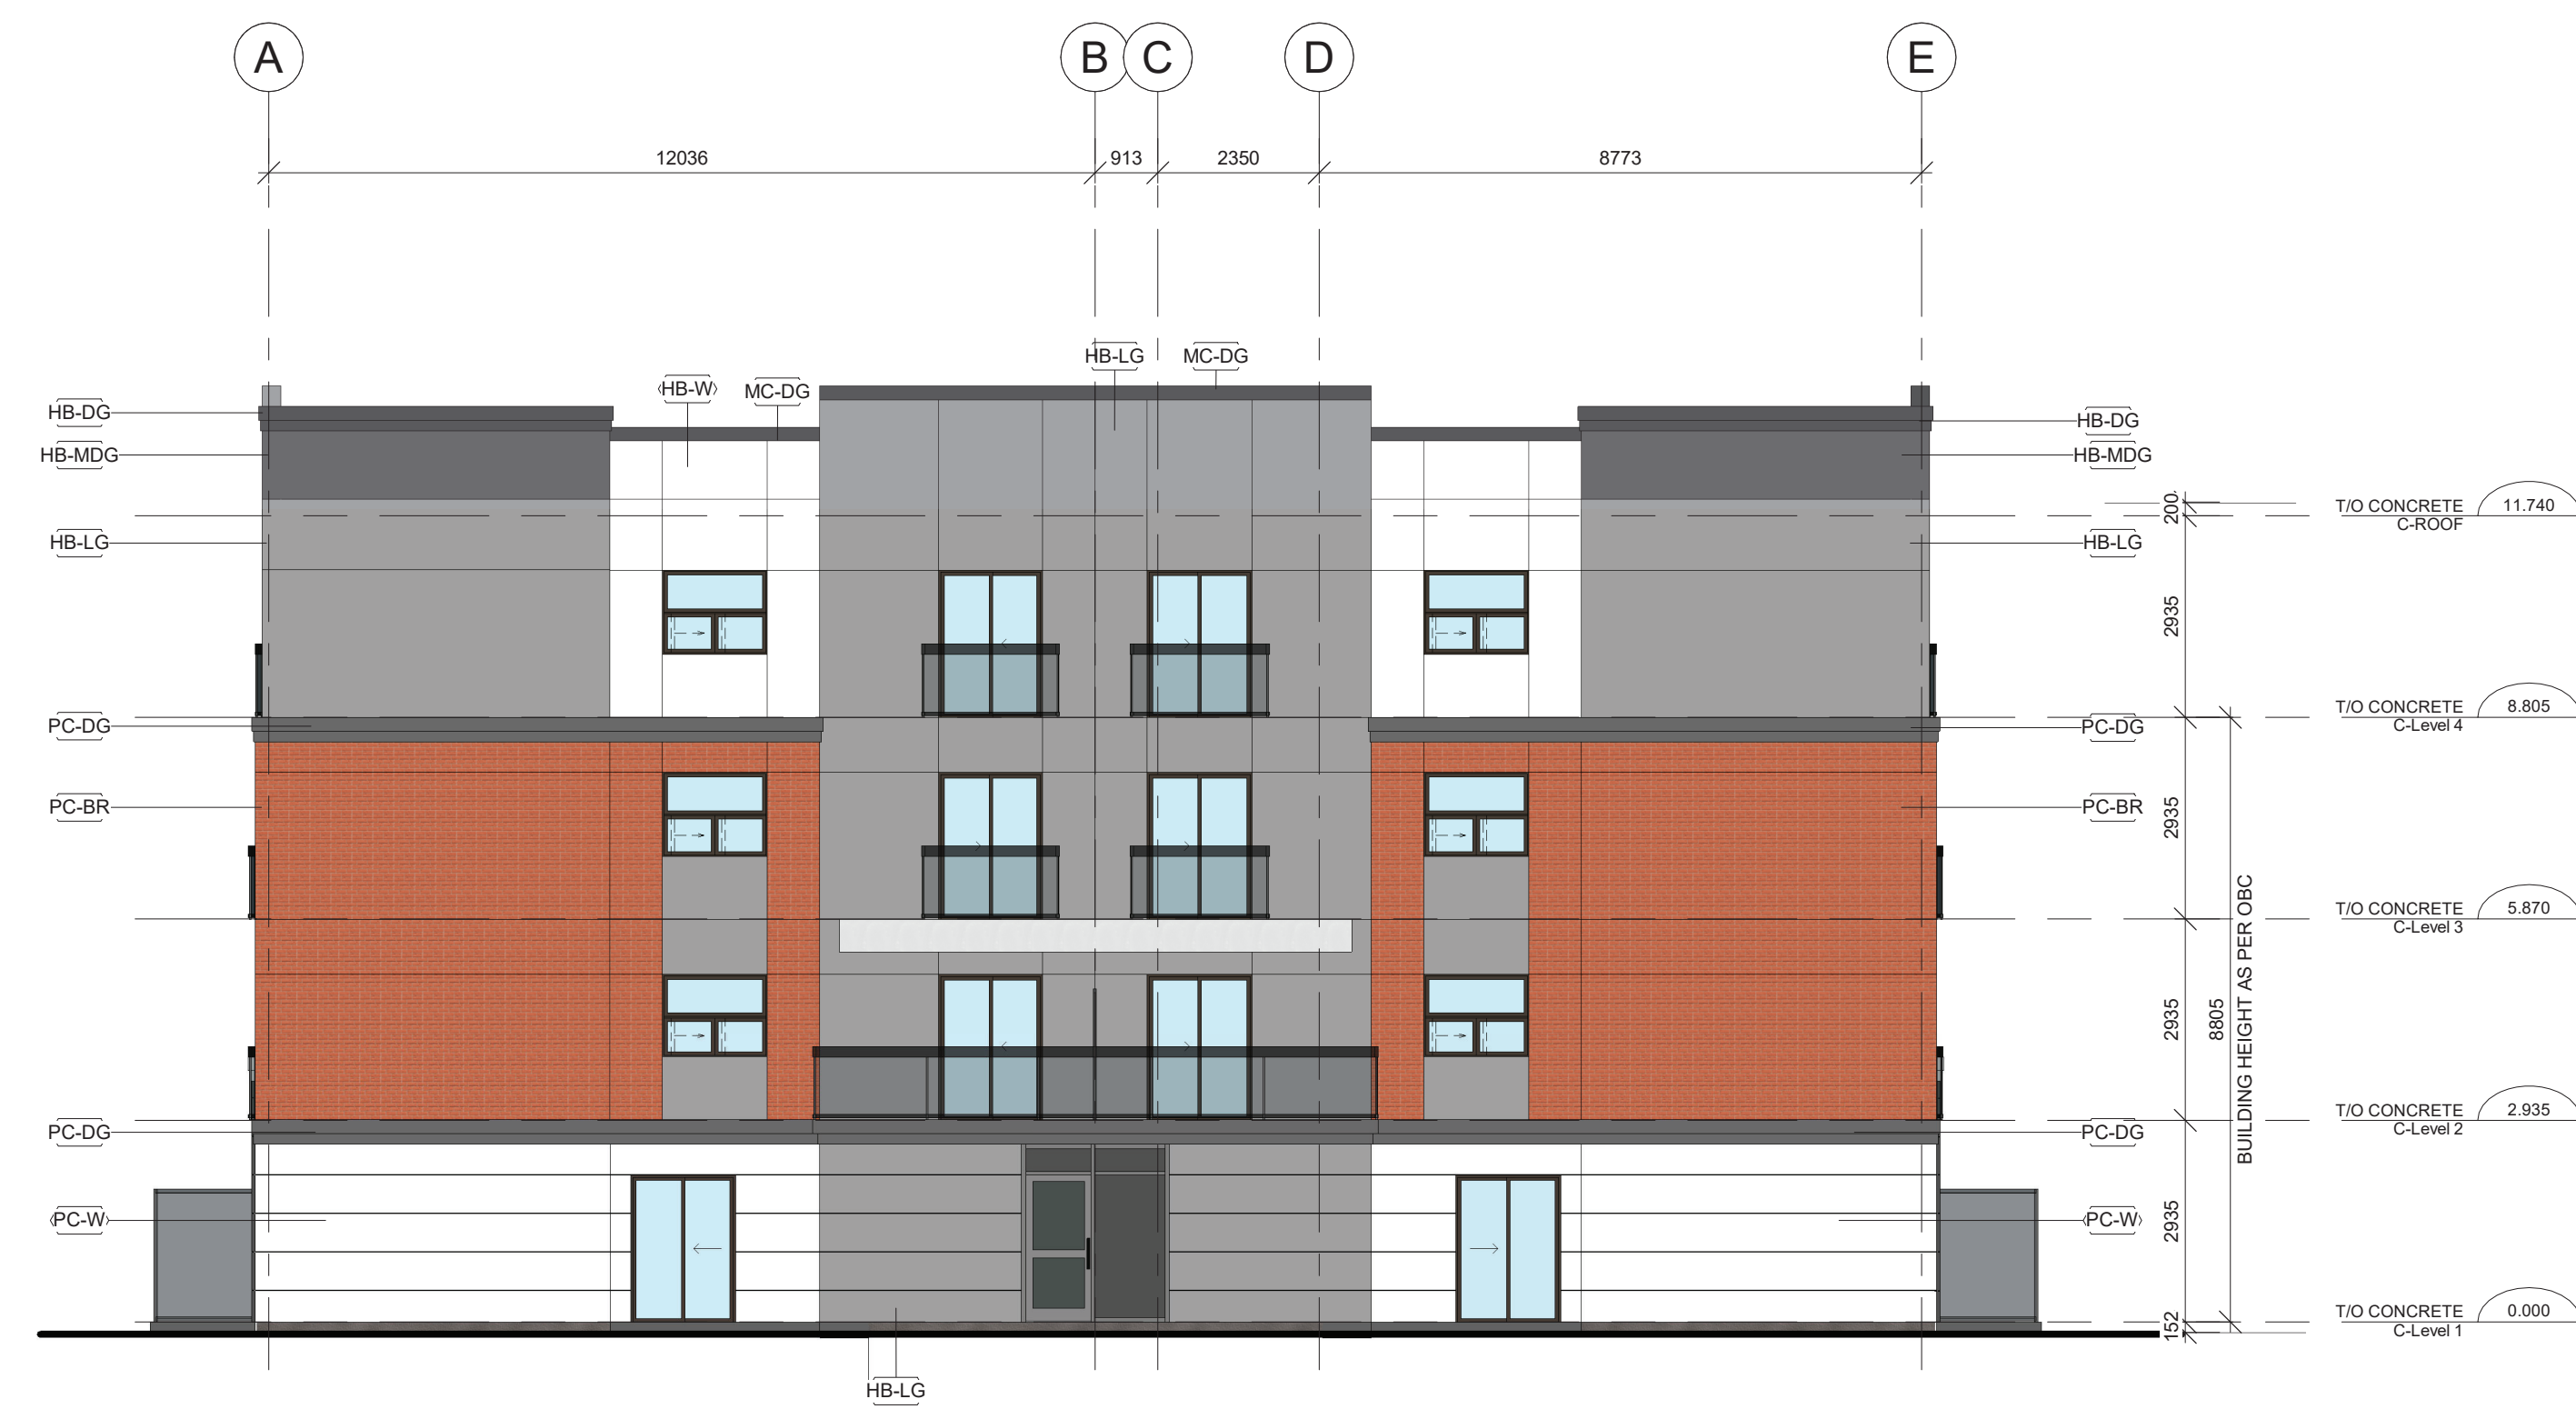 A
B
C
D
E
12036
913
2350
8773
HB-LG
MC-DG
HB-W
MC-DG
HB-DG
HB-DG
HB-MDG
HB-MDG
200
T/O CONCRETE
11.740
C-ROOF
HB-LG
HB-LG
2935
T/O CONCRETE
8.805
C-Level 4
PC-DG
PC-DG
PC-BR
PC-BR
2935
T/O CONCRETE
5.870
C-Level 3
BUILDING HEIGHT AS PER OBC
8805
2935
T/O CONCRETE
2.935
C-Level 2
PC-DG
PC-DG
PC-W
PC-W
2935
T/O CONCRETE
0.000
C-Level 1
152
HB-LG